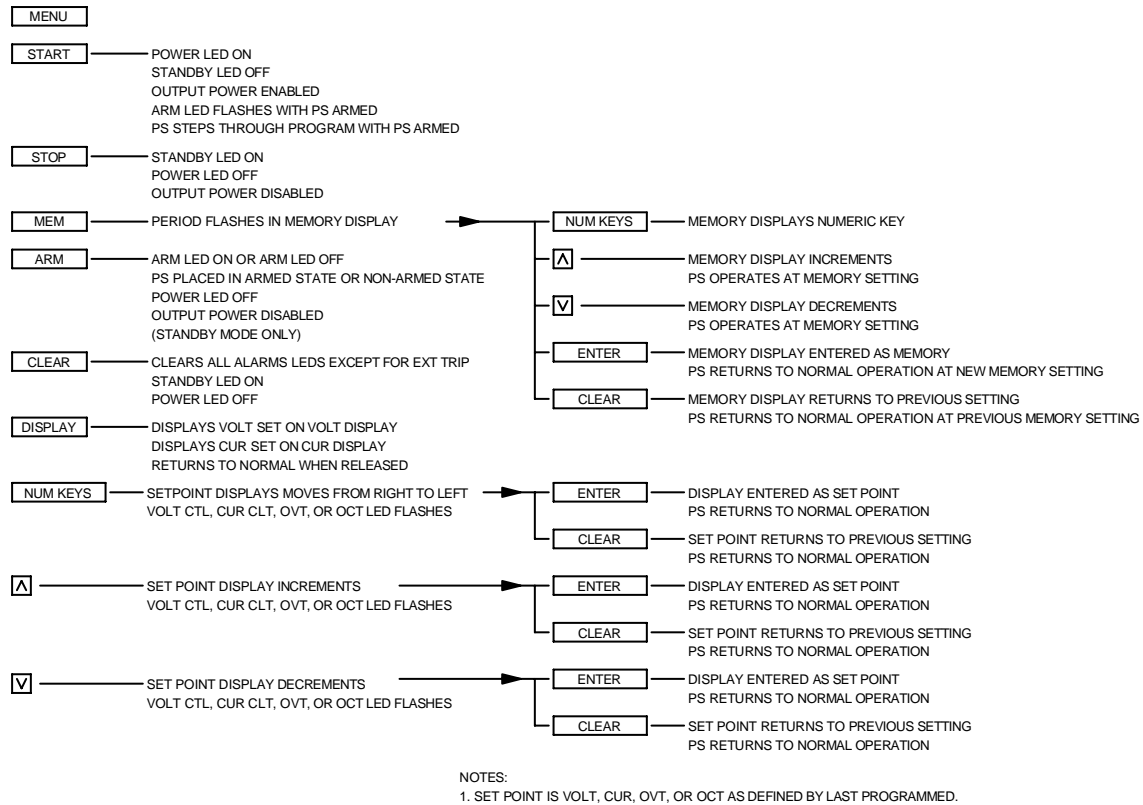 MENU
START
POWER LED ON
STANDBY LED OFF
OUTPUT POWER ENABLED
ARM LED FLASHES WITH PS ARMED
PS STEPS THROUGH PROGRAM WITH PS ARMED
STOP
STANDBY LED ON
POWER LED OFF
OUTPUT POWER DISABLED
MEM
PERIOD FLASHES IN MEMORY DISPLAY
NUM KEYS
MEMORY DISPLAYS NUMERIC KEY
Λ
MEMORY DISPLAY INCREMENTS
PS OPERATES AT MEMORY SETTING
V
MEMORY DISPLAY DECREMENTS
PS OPERATES AT MEMORY SETTING
ENTER
MEMORY DISPLAY ENTERED AS MEMORY
PS RETURNS TO NORMAL OPERATION AT NEW MEMORY SETTING
CLEAR
MEMORY DISPLAY RETURNS TO PREVIOUS SETTING
PS RETURNS TO NORMAL OPERATION AT PREVIOUS MEMORY SETTING
ARM
ARM LED ON OR ARM LED OFF
PS PLACED IN ARMED STATE OR NON-ARMED STATE
POWER LED OFF
OUTPUT POWER DISABLED
(STANDBY MODE ONLY)
CLEAR
CLEARS ALL ALARMS LEDS EXCEPT FOR EXT TRIP
STANDBY LED ON
POWER LED OFF
DISPLAY
DISPLAYS VOLT SET ON VOLT DISPLAY
DISPLAYS CUR SET ON CUR DISPLAY
RETURNS TO NORMAL WHEN RELEASED
NUM KEYS
SETPOINT DISPLAYS MOVES FROM RIGHT TO LEFT
VOLT CTL, CUR CLT, OVT, OR OCT LED FLASHES
ENTER
DISPLAY ENTERED AS SET POINT
PS RETURNS TO NORMAL OPERATION
CLEAR
SET POINT RETURNS TO PREVIOUS SETTING
PS RETURNS TO NORMAL OPERATION
Λ
SET POINT DISPLAY INCREMENTS
VOLT CTL, CUR CLT, OVT, OR OCT LED FLASHES
ENTER
DISPLAY ENTERED AS SET POINT
PS RETURNS TO NORMAL OPERATION
CLEAR
SET POINT RETURNS TO PREVIOUS SETTING
PS RETURNS TO NORMAL OPERATION
V
SET POINT DISPLAY DECREMENTS
VOLT CTL, CUR CLT, OVT, OR OCT LED FLASHES
ENTER
DISPLAY ENTERED AS SET POINT
PS RETURNS TO NORMAL OPERATION
CLEAR
SET POINT RETURNS TO PREVIOUS SETTING
PS RETURNS TO NORMAL OPERATION
NOTES:
1. SET POINT IS VOLT, CUR, OVT, OR OCT AS DEFINED BY LAST PROGRAMMED.